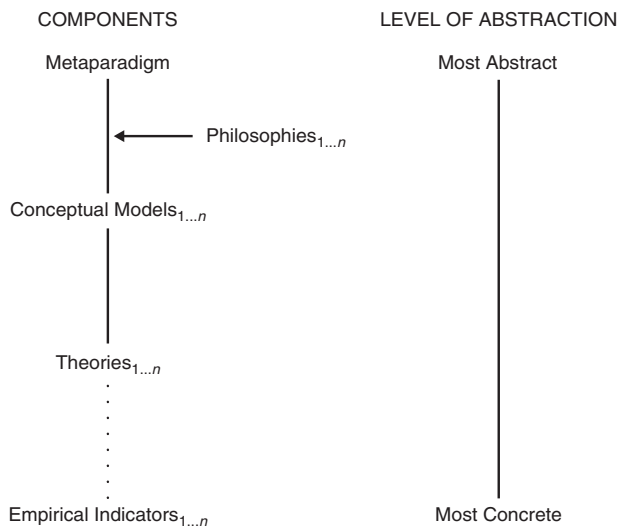 COMPONENTS LEVEL OF ABSTRACTION
Metaparadigm Most Abstract
Philosophies1...n
Conceptual Models1...n
Theories1...n
Empirical Indicators1...n Most Concrete